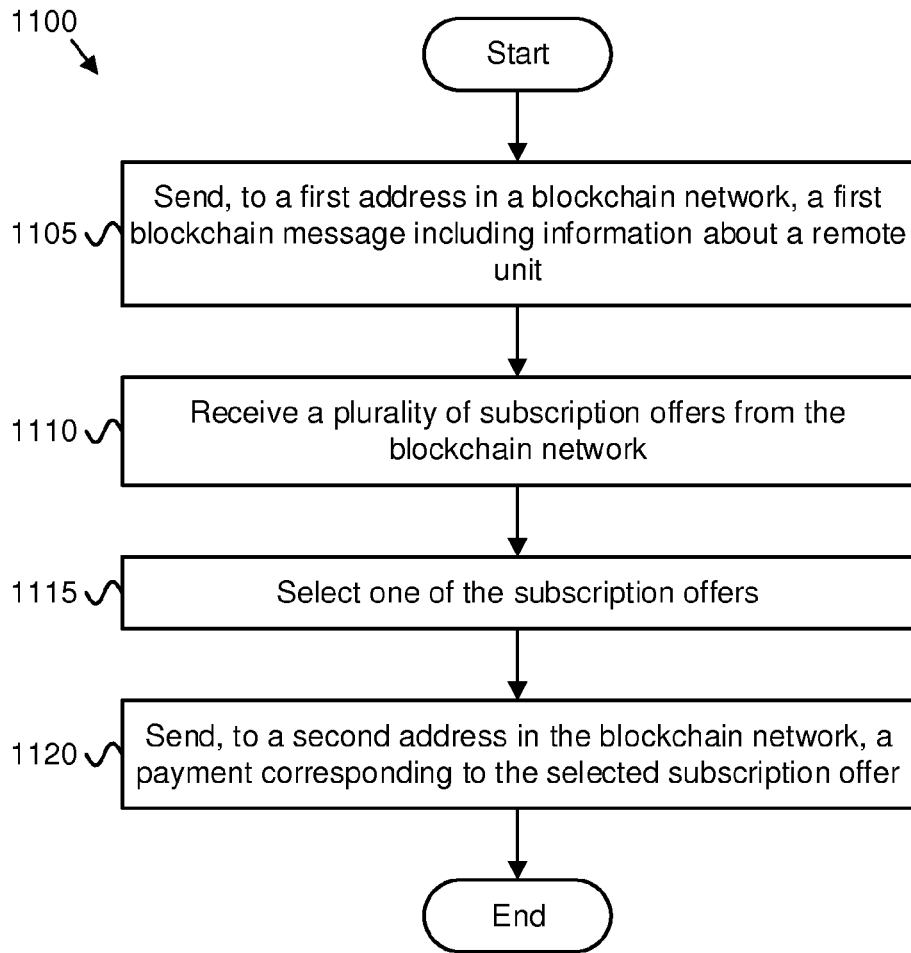 1100
Start
1105
Send, to a first address in a blockchain network, a first
blockchain message including information about a remote
unit
1110
Receive a plurality of subscription offers from the
blockchain network
1115
Select one of the subscription offers
1120
Send, to a second address in the blockchain network, a
payment corresponding to the selected subscription offer
End